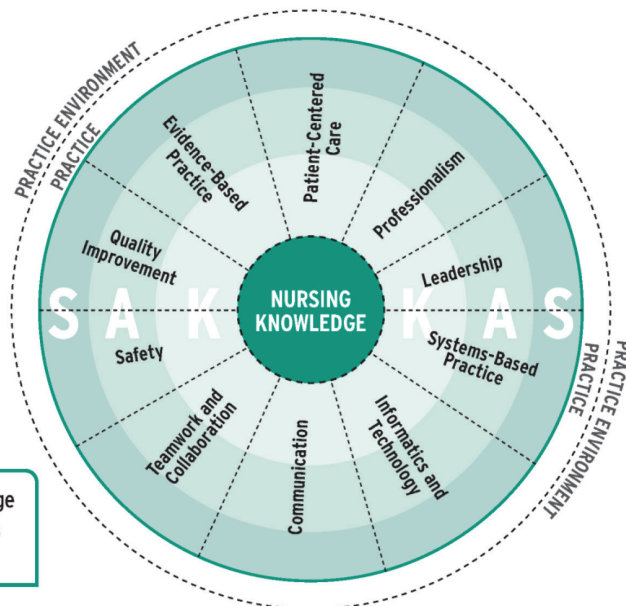 PRACTICE ENVIRONMENT
PRACTICE
Evidence-Based
Practice
Patient-Centered
Care
Professionalism
Quality
Improvement
Leadership
NURSING
KNOWLEDGE
S A K
K A S
Safety
Systems-Based
Practice
Teamwork and
Collaboration
Communication
Informatics and
Technology
PRACTICE
PRACTICE ENVIRONMENT